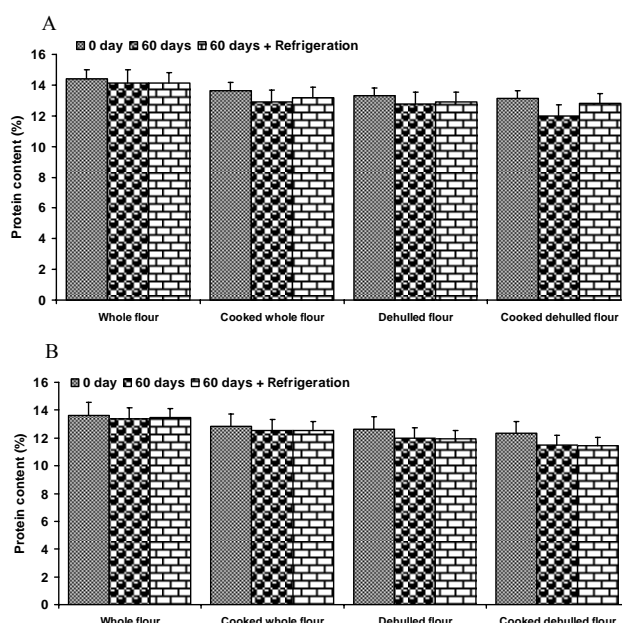 A
0 day 60 days 60 days + Refrigeration
Protein content (%)
16
14
12
10
8
6
4
2
0
Whole flour Cooked whole flour Dehulled flour Cooked dehulled flour
B
0 day 60 days 60 days + Refrigeration
Protein content (%)
16
14
12
10
8
6
4
2
0
Whole flour Cooked whole flour Dehulled flour Cooked dehulled flour